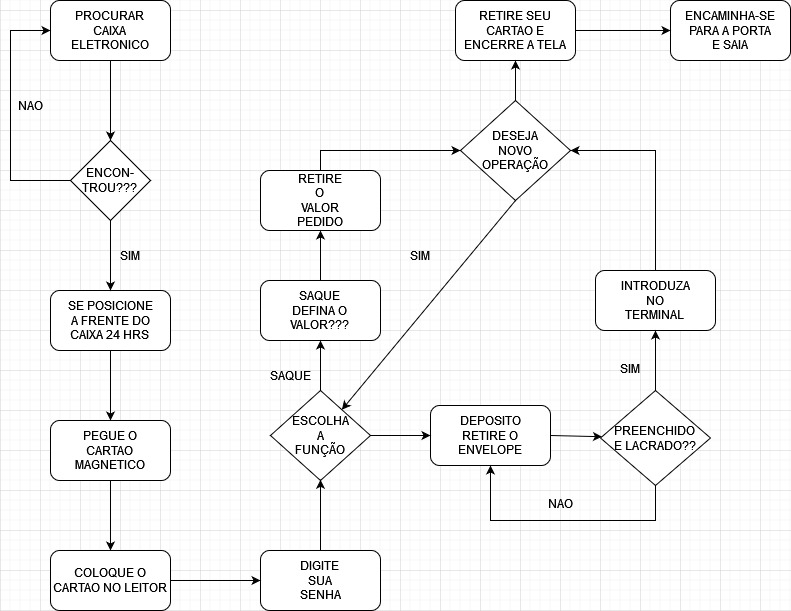 PROCURAR
CAIXA
ELETRONICO
NAO
ENCON-
TROU???
SIM
SE POSICIONE
A FRENTE DO
CAIXA 24 HRS
PEGUE O
CARTAO
MAGNETICO
COLOQUE O
CARTAO NO LEITOR
DIGITE
SUA
SENHA
ESCOLHA
A
FUNÇÃO
SAQUE
SAQUE
DEFINA O
VALOR???
RETIRE
O
VALOR
PEDIDO
DESEJA
NOVO
OPERAÇÃO
SIM
RETIRE SEU
CARTAO E
ENCERRE A TELA
ENCAMINHA-SE
PARA A PORTA
E SAIA
DEPOSITO
RETIRE O
ENVELOPE
PREENCHIDO
E LACRADO??
NAO
SIM
INTRODUZA
NO
TERMINAL